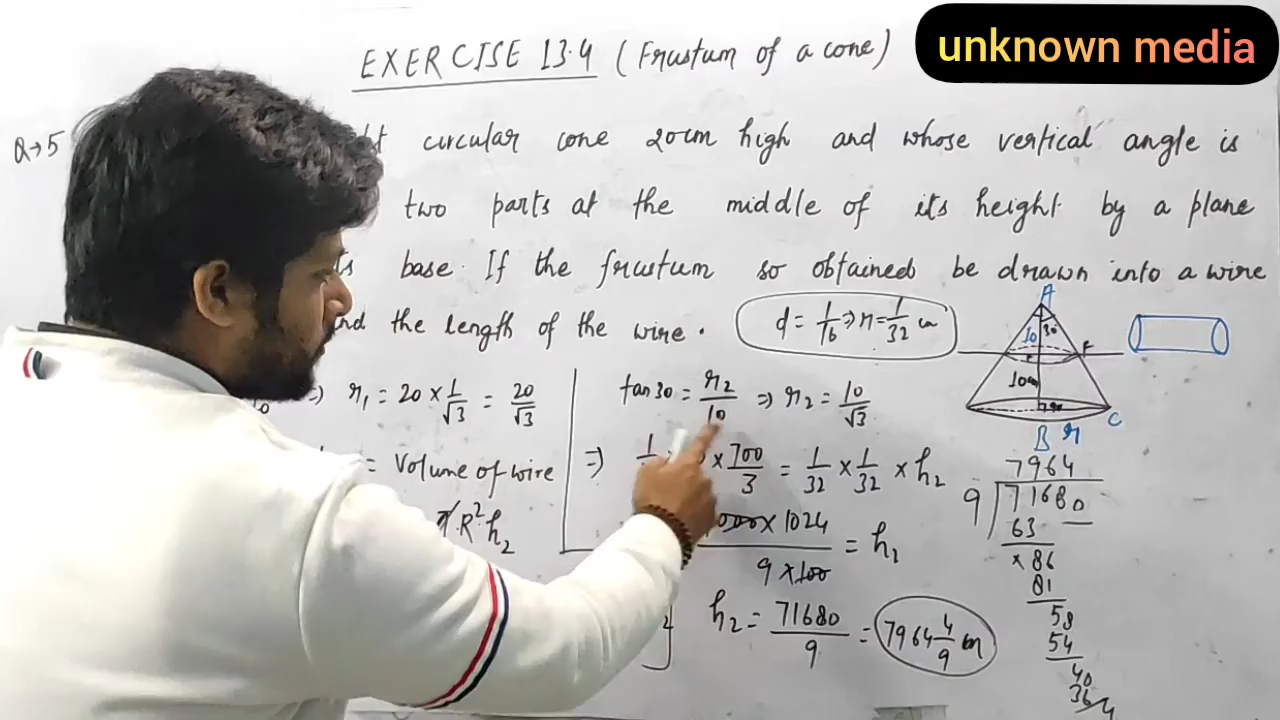 unknown media
EXERCISE 13.4 (Frustum of a cone)
Q→5
circular cone 20cm high and whose vertical angle is
two parts at the middle of its height by a plane
base. If the frustum so obtained be drawn into a wire
the length of the wire.
d = 1/16 ⇒ r = 1/32 cm
A
30
10
F
10cm
B r
C
⇒ r₁ = 20 × 1/√3 = 20/√3
tan 30 = r₂/10 ⇒ r₂ = 10/√3
= Volume of wire
⇒ × 700/3 = 1/32 × 1/32 × h₂
R²h₂
× 1024 / 9 × 100 = h₂
h₂ = 71680/9 = 7964 4/9 m
7964
9 71680
63
× 86
81
58
54
40
36
4